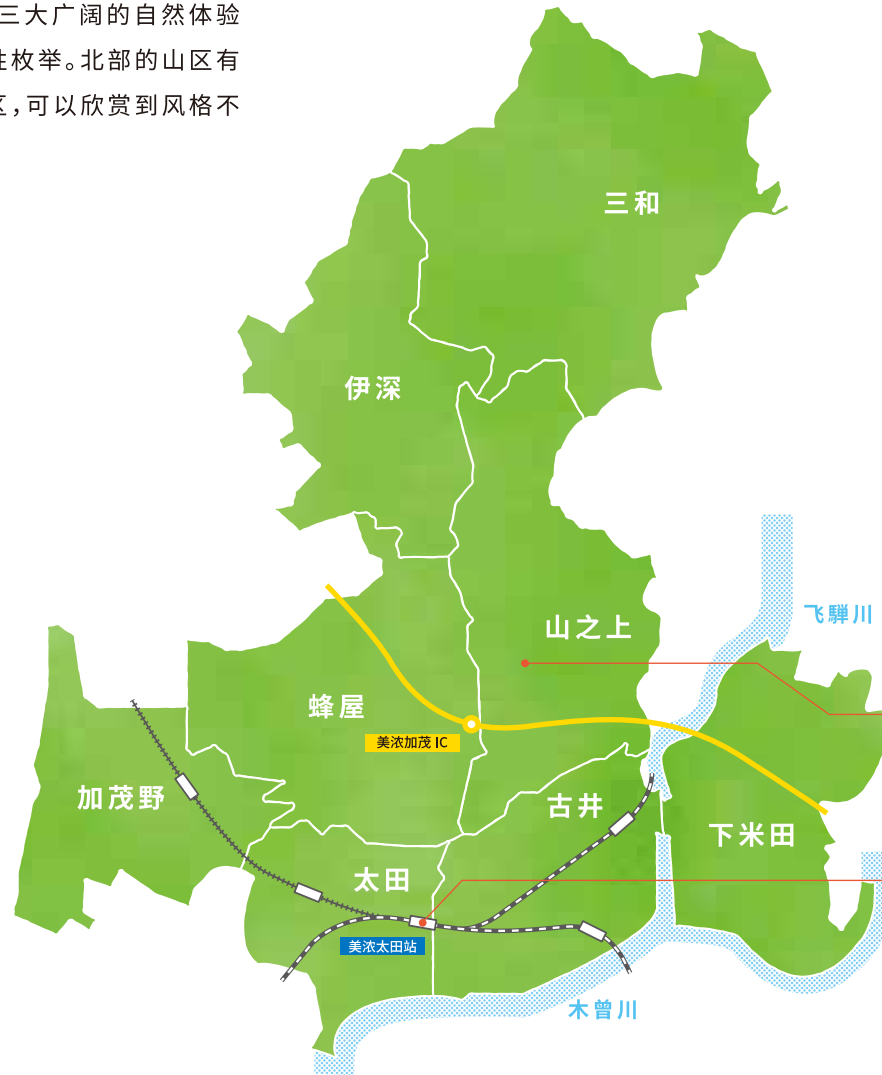 三大广阔的自然体验
枚举。北部的山区有
,可以欣赏到风格不
三和
伊深
飞騨川
山之上
蜂屋
美浓加茂 IC
加茂野
古井
下米田
太田
美浓太田站
木曾川